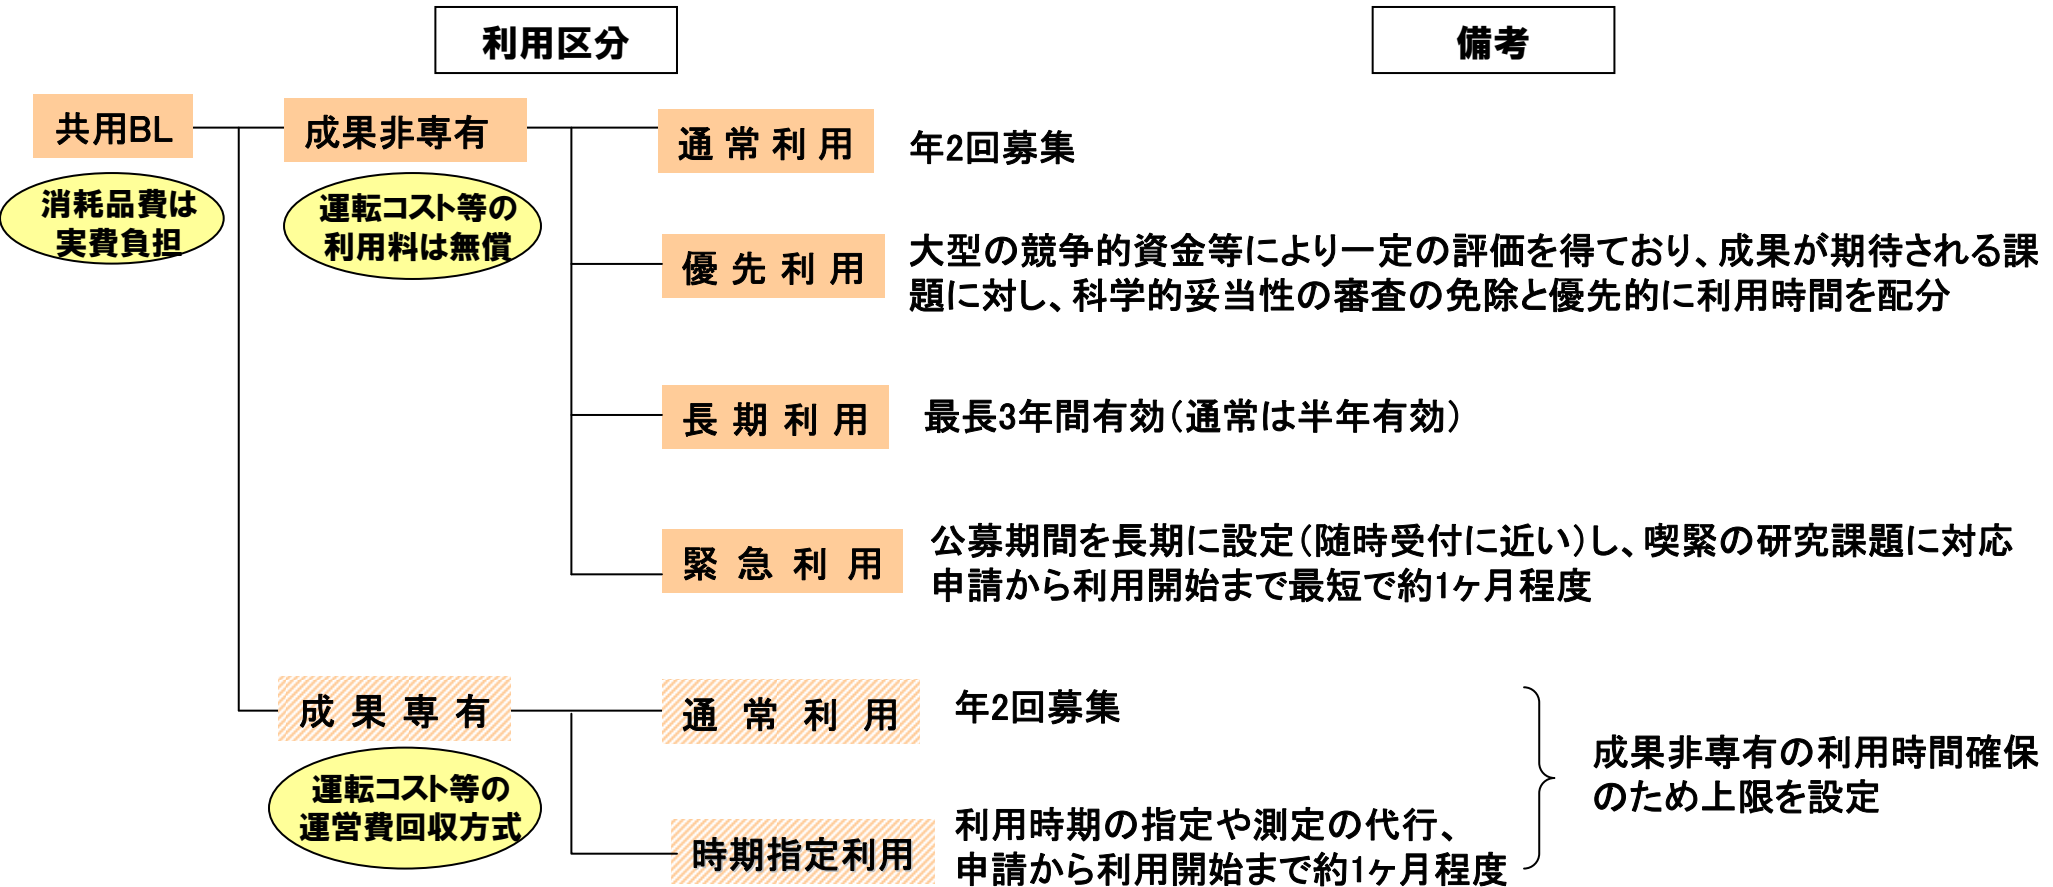 利用区分
備考
共用BL
消耗品費は
実費負担
成果非専有
運転コスト等の
利用料は無償
通常利用
年2回募集
優先利用
大型の競争的資金等により一定の評価を得ており、成果が期待される課
題に対し、科学的妥当性の審査の免除と優先的に利用時間を配分
長期利用
最長3年間有効（通常は半年有効）
緊急利用
公募期間を長期に設定（随時受付に近い）し、喫緊の研究課題に対応
申請から利用開始まで最短で約1ヶ月程度
成果専有
運転コスト等の
運営費回収方式
通常利用
年2回募集
時期指定利用
利用時期の指定や測定の代行、
申請から利用開始まで約1ヶ月程度
成果非専有の利用時間確保
のため上限を設定